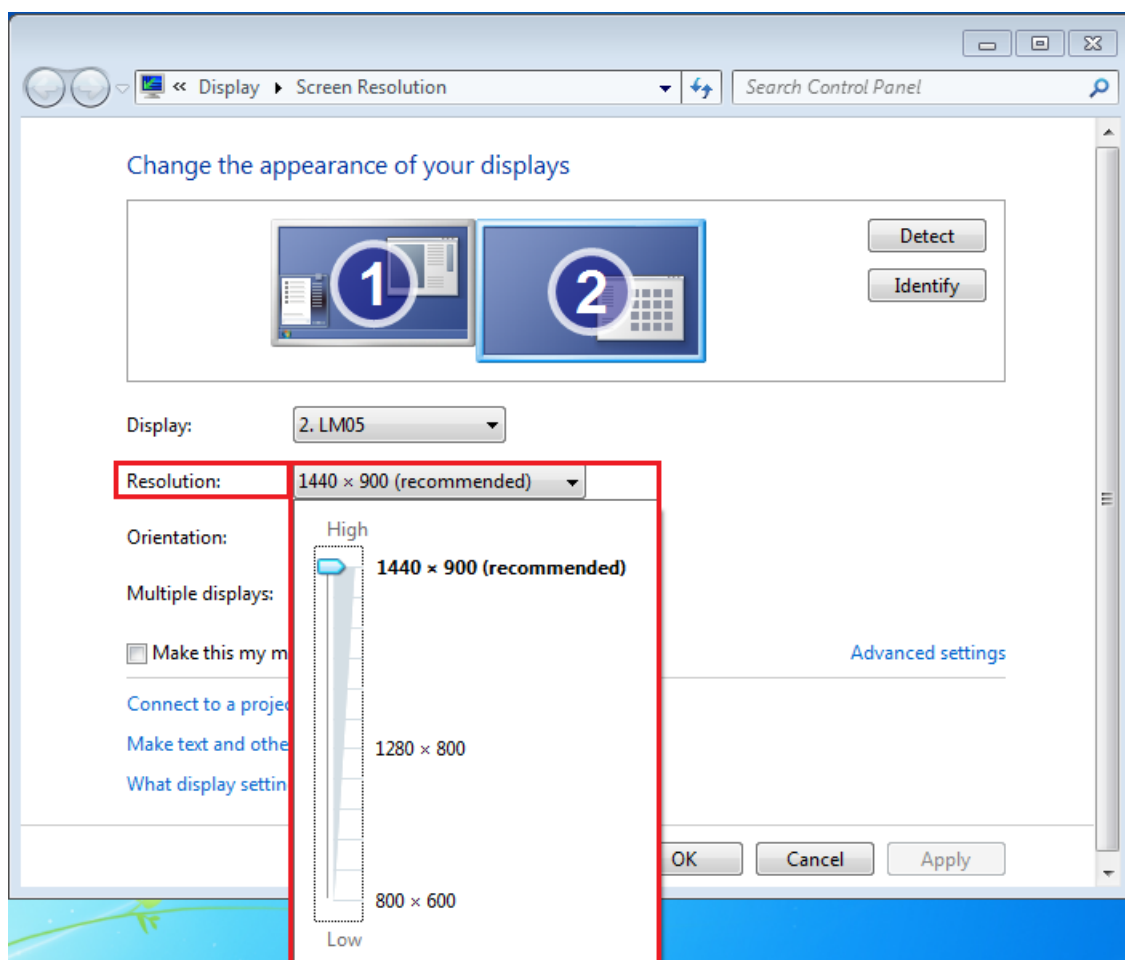 « Display ▸ Screen Resolution
Search Control Panel
Change the appearance of your displays
1
2
Detect
Identify
Display:
2. LM05
Resolution:
1440 × 900 (recommended)
High
Orientation:
1440 × 900 (recommended)
Multiple displays:
Make this my m
Advanced settings
Connect to a projec
Make text and othe
1280 × 800
What display settin
OK
Cancel
Apply
800 × 600
Low